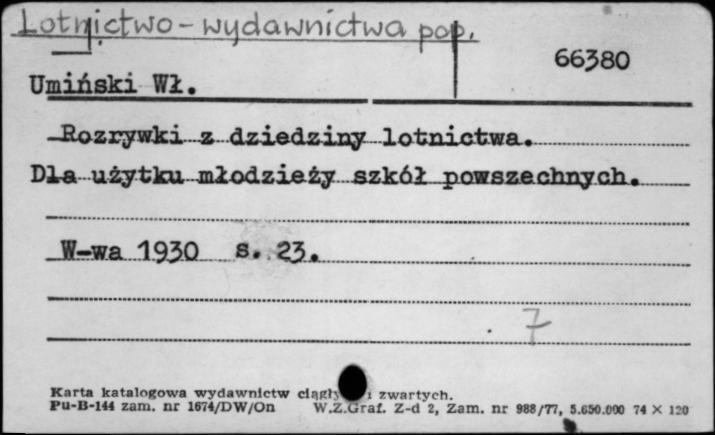 Lotnictwo - wydawnictwa pop.
66380
Umiński Wł.
Rozrywki z dziedziny lotnictwa.
Dla użytku młodzieży szkół powszechnych.
W-wa 1930 s. 23.
7
Karta katalogowa wydawnictw i zwartych.
Pu-B-144 zam. nr 1674/DW/On W.Z.Graf. Z-d 2, Zam. nr 988/77, 5.650.000 74 × 120